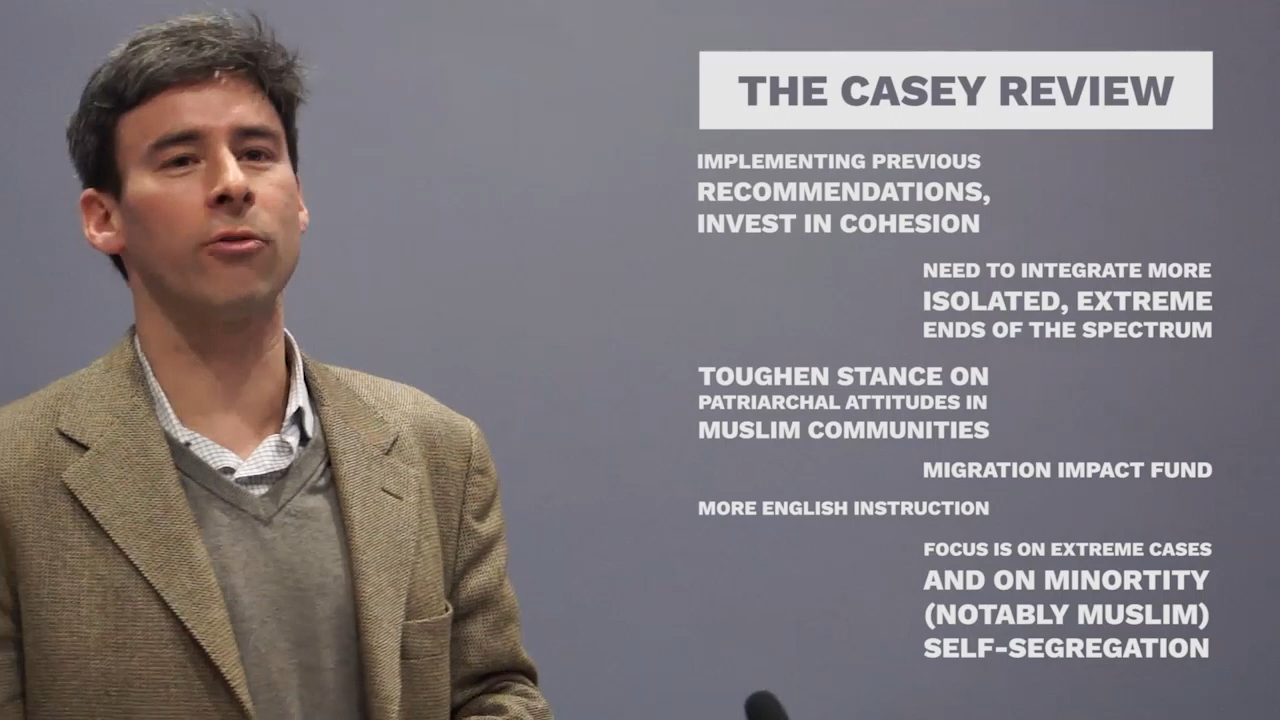 THE CASEY REVIEW
IMPLEMENTING PREVIOUS
RECOMMENDATIONS,
INVEST IN COHESION
NEED TO INTEGRATE MORE
ISOLATED, EXTREME
ENDS OF THE SPECTRUM
TOUGHEN STANCE ON
PATRIARCHAL ATTITUDES IN
MUSLIM COMMUNITIES
MIGRATION IMPACT FUND
MORE ENGLISH INSTRUCTION
FOCUS IS ON EXTREME CASES
AND ON MINORTITY
(NOTABLY MUSLIM)
SELF-SEGREGATION